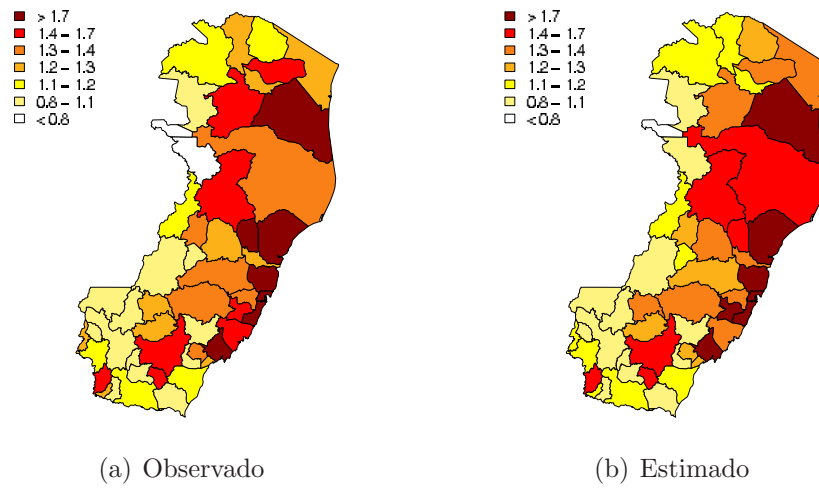 > 1.7
1.4 – 1.7
1.3 – 1.4
1.2 – 1.3
1.1 – 1.2
0.8 – 1.1
< 0.8
(a) Observado
> 1.7
1.4 – 1.7
1.3 – 1.4
1.2 – 1.3
1.1 – 1.2
0.8 – 1.1
< 0.8
(b) Estimado